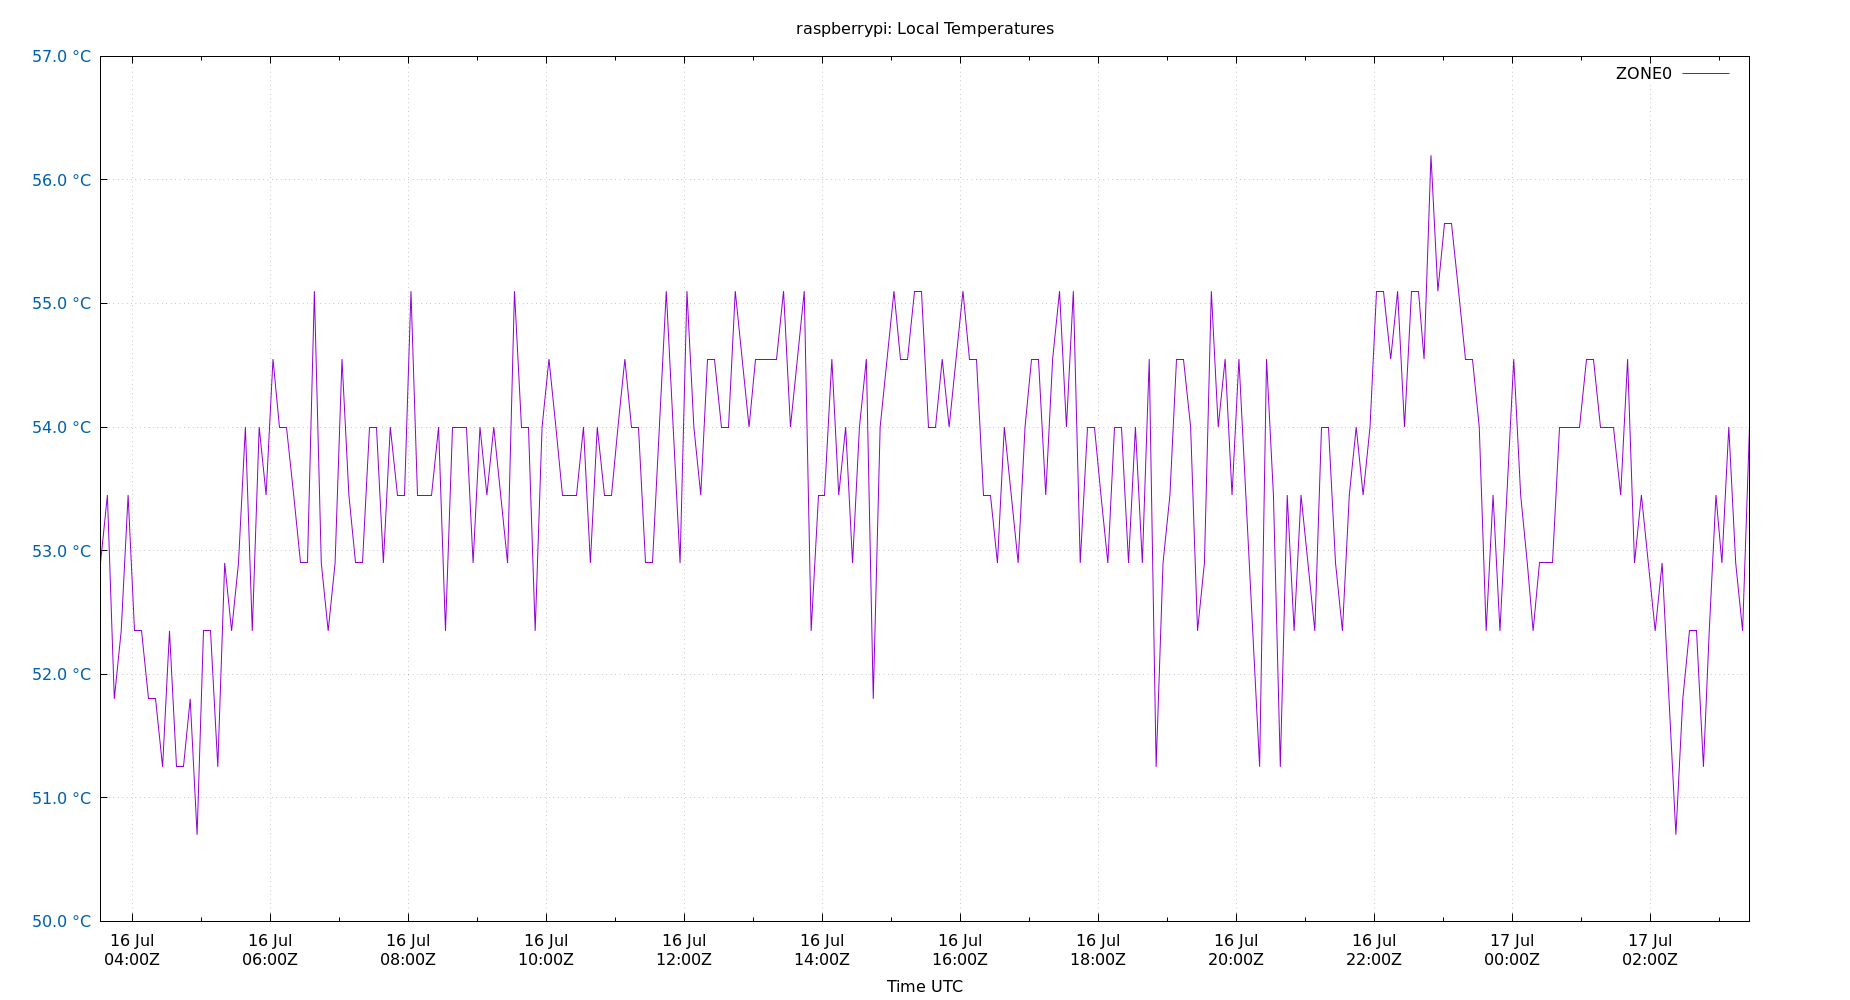 raspberrypi: Local Temperatures
57.0 °C
ZONE0
56.0 °C
55.0 °C
54.0 °C
53.0 °C
52.0 °C
51.0 °C
50.0 °C
16 Jul 16 Jul 16 Jul 16 Jul 16 Jul 16 Jul 16 Jul 16 Jul 16 Jul 16 Jul 17 Jul 17 Jul
04:00Z 06:00Z 08:00Z 10:00Z 12:00Z 14:00Z 16:00Z 18:00Z 20:00Z 22:00Z 00:00Z 02:00Z
Time UTC